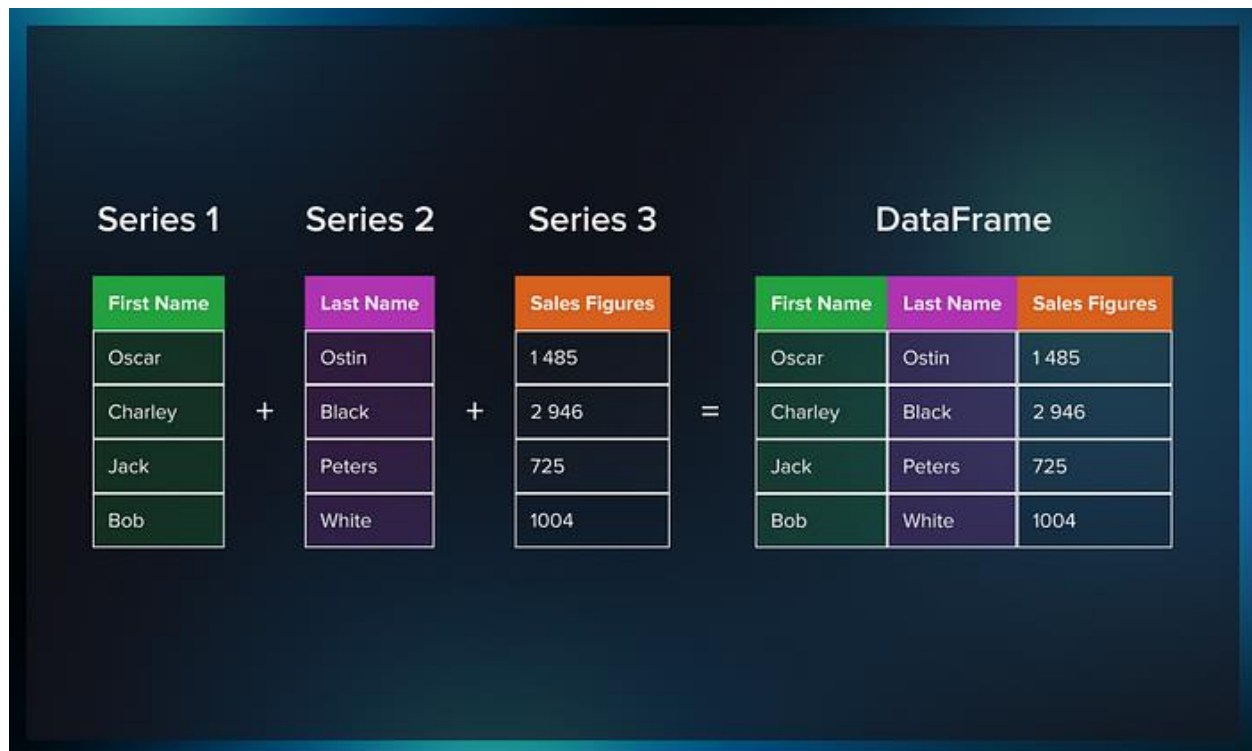 Series 1 Series 2 Series 3 DataFrame
First Name Last Name Sales Figures First Name Last Name Sales Figures
Oscar Ostin 1 485 Oscar Ostin 1 485
Charley + Black + 2 946 = Charley Black 2 946
Jack Peters 725 Jack Peters 725
Bob White 1004 Bob White 1004